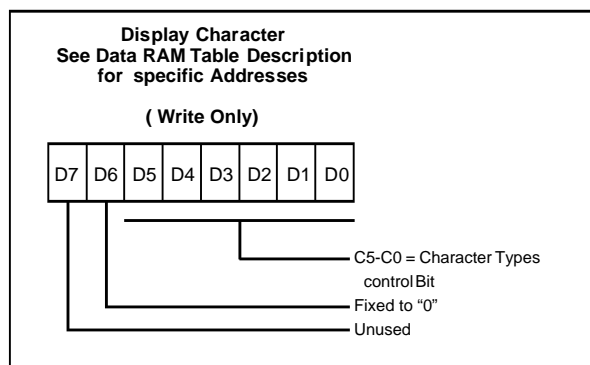 Display Character
See Data RAM Table Description
for specific Addresses
( Write Only)
D7 D6 D5 D4 D3 D2 D1 D0
C5-C0 = Character Types
control Bit
Fixed to “0”
Unused